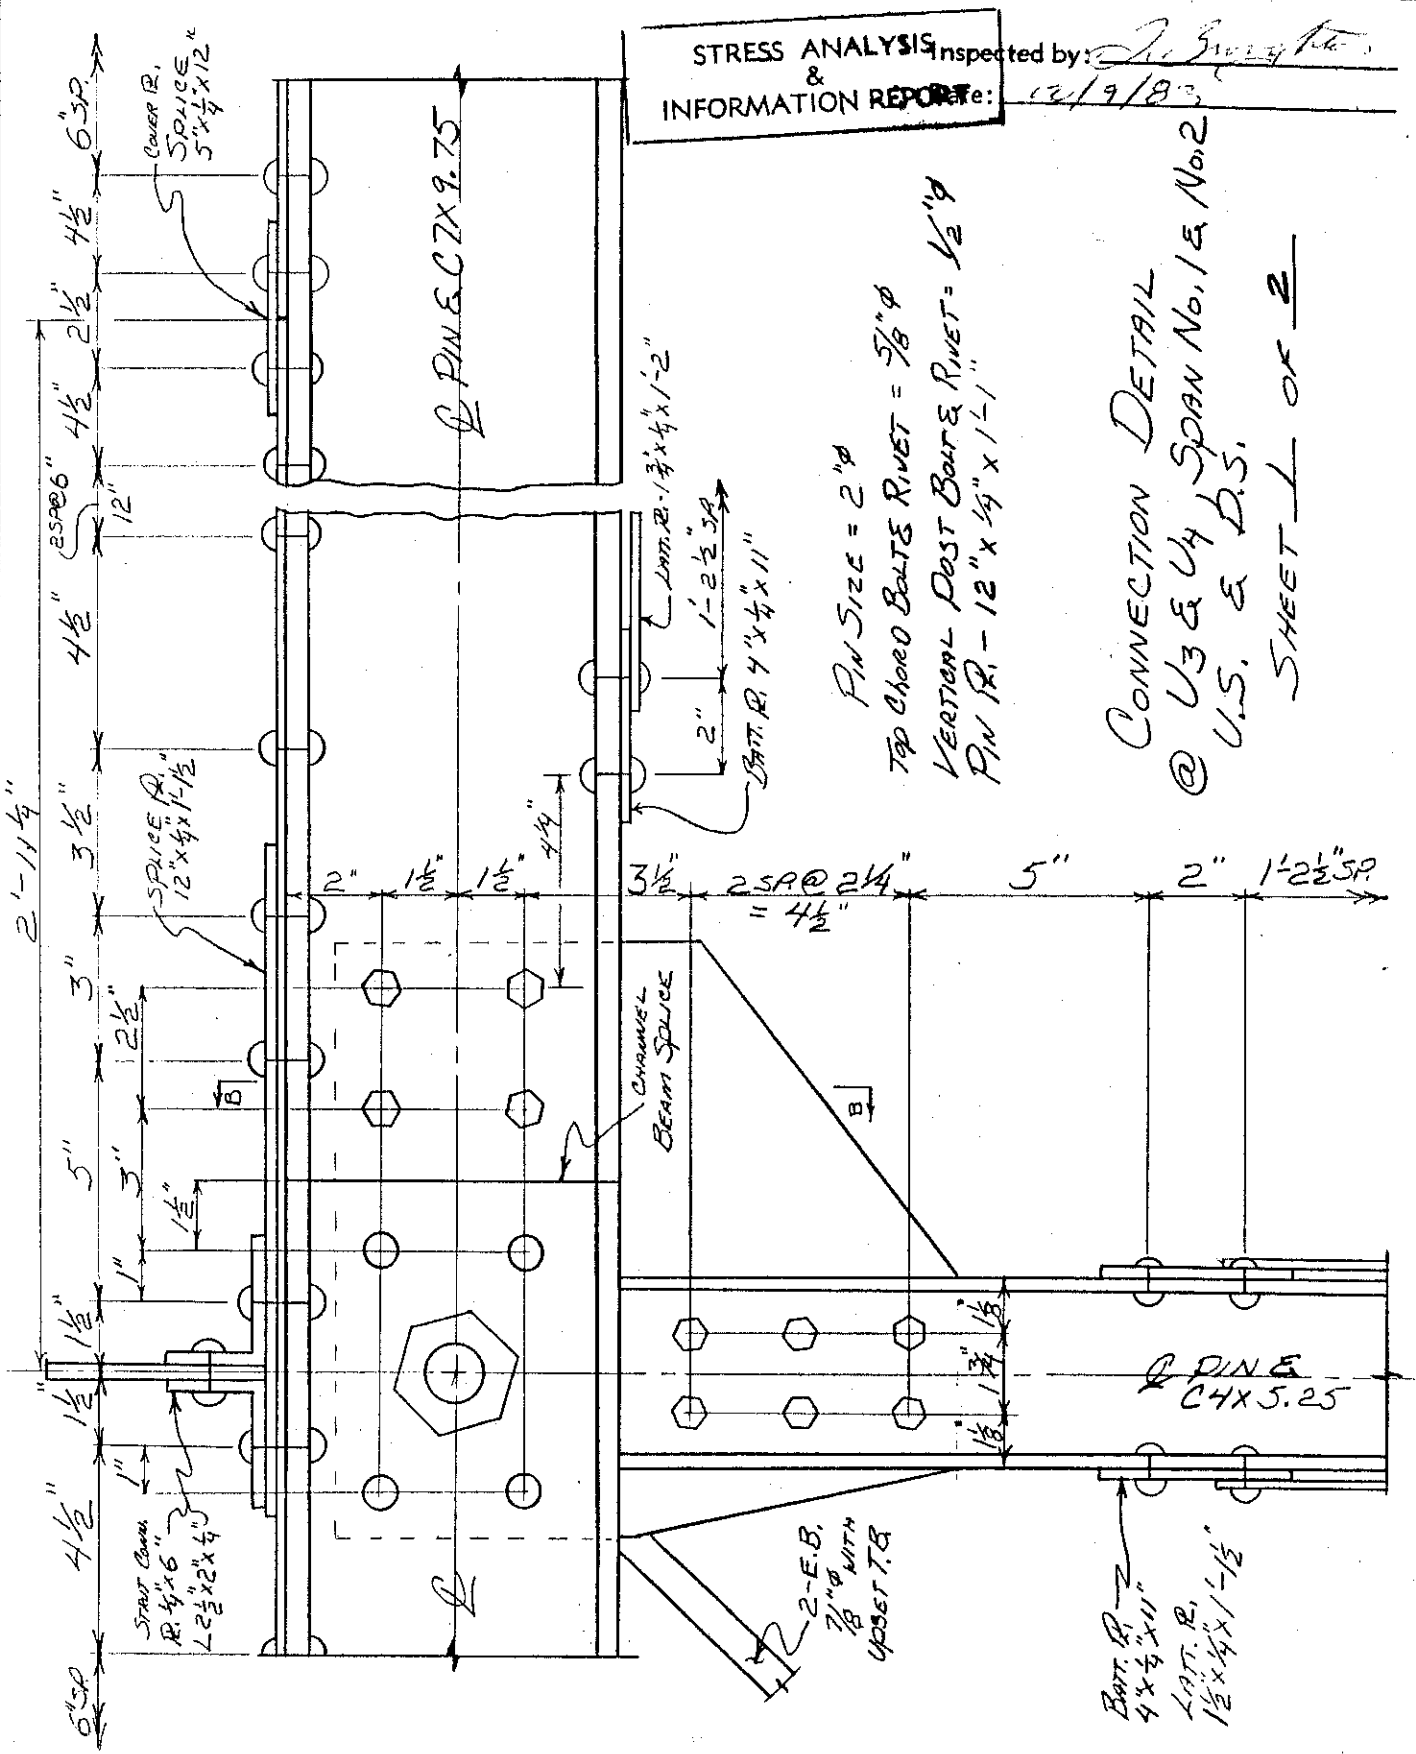 STRESS ANALYSIS
&
INFORMATION REPORT
Inspected by:
Date: 12/9/83
6" SP.
4½"
2½"
4½"
2 SP@6"
12"
4½"
3½"
3"
5"
1½"
1½"
4½"
6" SP.
2'-11¼"
COVER PL.
SPLICE
5"x¼"x12"
SPLICE PL.
12"x¼"x1'-1½"
2½"
3"
1½"
1"
1"
STRUT CONN.
PL. ¼"x6"
L2½"x2"x¼"
℄ PIN & C7X9.75
℄
B
B
2"
1½"
1½"
4¼"
3½"
2 SP.@ 2¼"
= 4½"
5"
2"
1'-2½" SP.
CHANNEL
BEAM SPLICE
LATT. PL. 1¾"x¼"x1'-2"
1'-2½" SP.
2"
BATT. PL. 4"x¼"x11"
PIN SIZE = 2"φ
TOP CHORD BOLT & RIVET = 5/8"φ
VERTICAL POST BOLT & RIVET = 1/2"φ
PIN PL. - 12" x ¼" x 1'-1"
CONNECTION DETAIL
@ U3 & U4, SPAN No. 1 & No. 2
U.S. & D.S.
SHEET 1 OF 2
1⅛"
1¾"
1⅛"
℄ PIN &
C4X5.25
2-E.B.
7/8"φ WITH
UPSET T.B.
BATT. PL.
4"x¼"x11"
LATT. PL.
1½"x¼"x1'-1½"